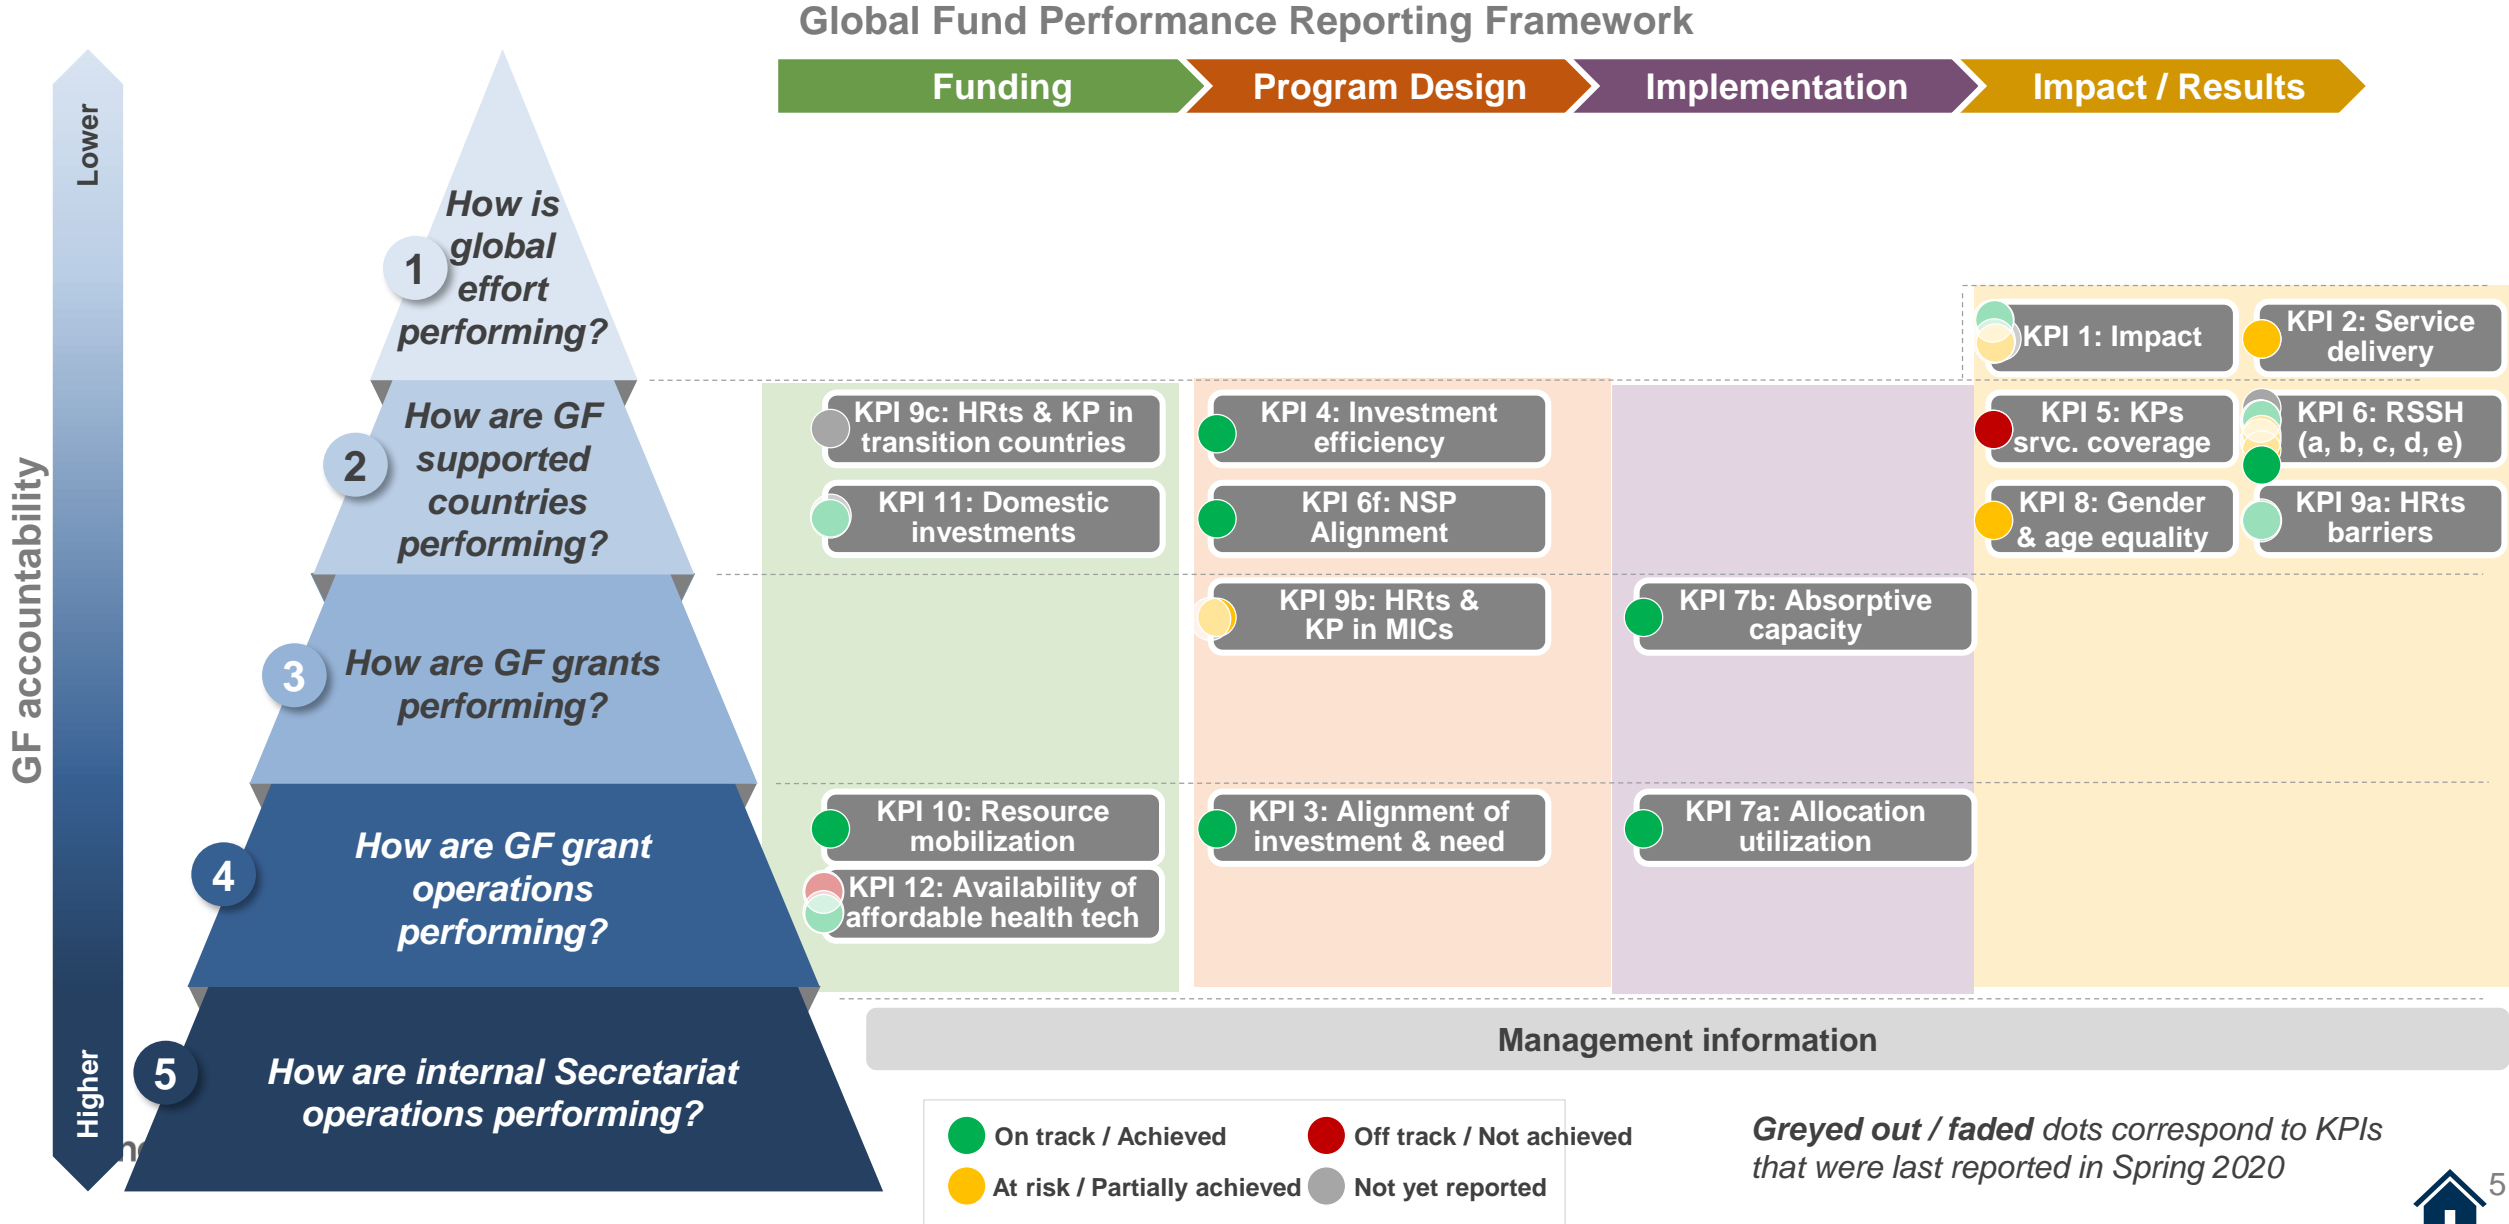 Global Fund Performance Reporting Framework
Funding
Program Design
Implementation
Impact / Results
GF accountability
Lower
Higher
1
How is
global
effort
performing?
KPI 1: Impact
KPI 2: Service
delivery
2
How are GF
supported
countries
performing?
KPI 9c: HRts & KP in
transition countries
KPI 4: Investment
efficiency
KPI 5: KPs
srvc. coverage
KPI 6: RSSH
(a, b, c, d, e)
KPI 11: Domestic
investments
KPI 6f: NSP
Alignment
KPI 8: Gender
& age equality
KPI 9a: HRts
barriers
3
How are GF grants
performing?
KPI 9b: HRts &
KP in MICs
KPI 7b: Absorptive
capacity
4
How are GF grant
operations
performing?
KPI 10: Resource
mobilization
KPI 3: Alignment of
investment & need
KPI 7a: Allocation
utilization
KPI 12: Availability of
affordable health tech
5
How are internal Secretariat
operations performing?
Management information
On track / Achieved
Off track / Not achieved
At risk / Partially achieved
Not yet reported
Greyed out / faded dots correspond to KPIs
that were last reported in Spring 2020
5